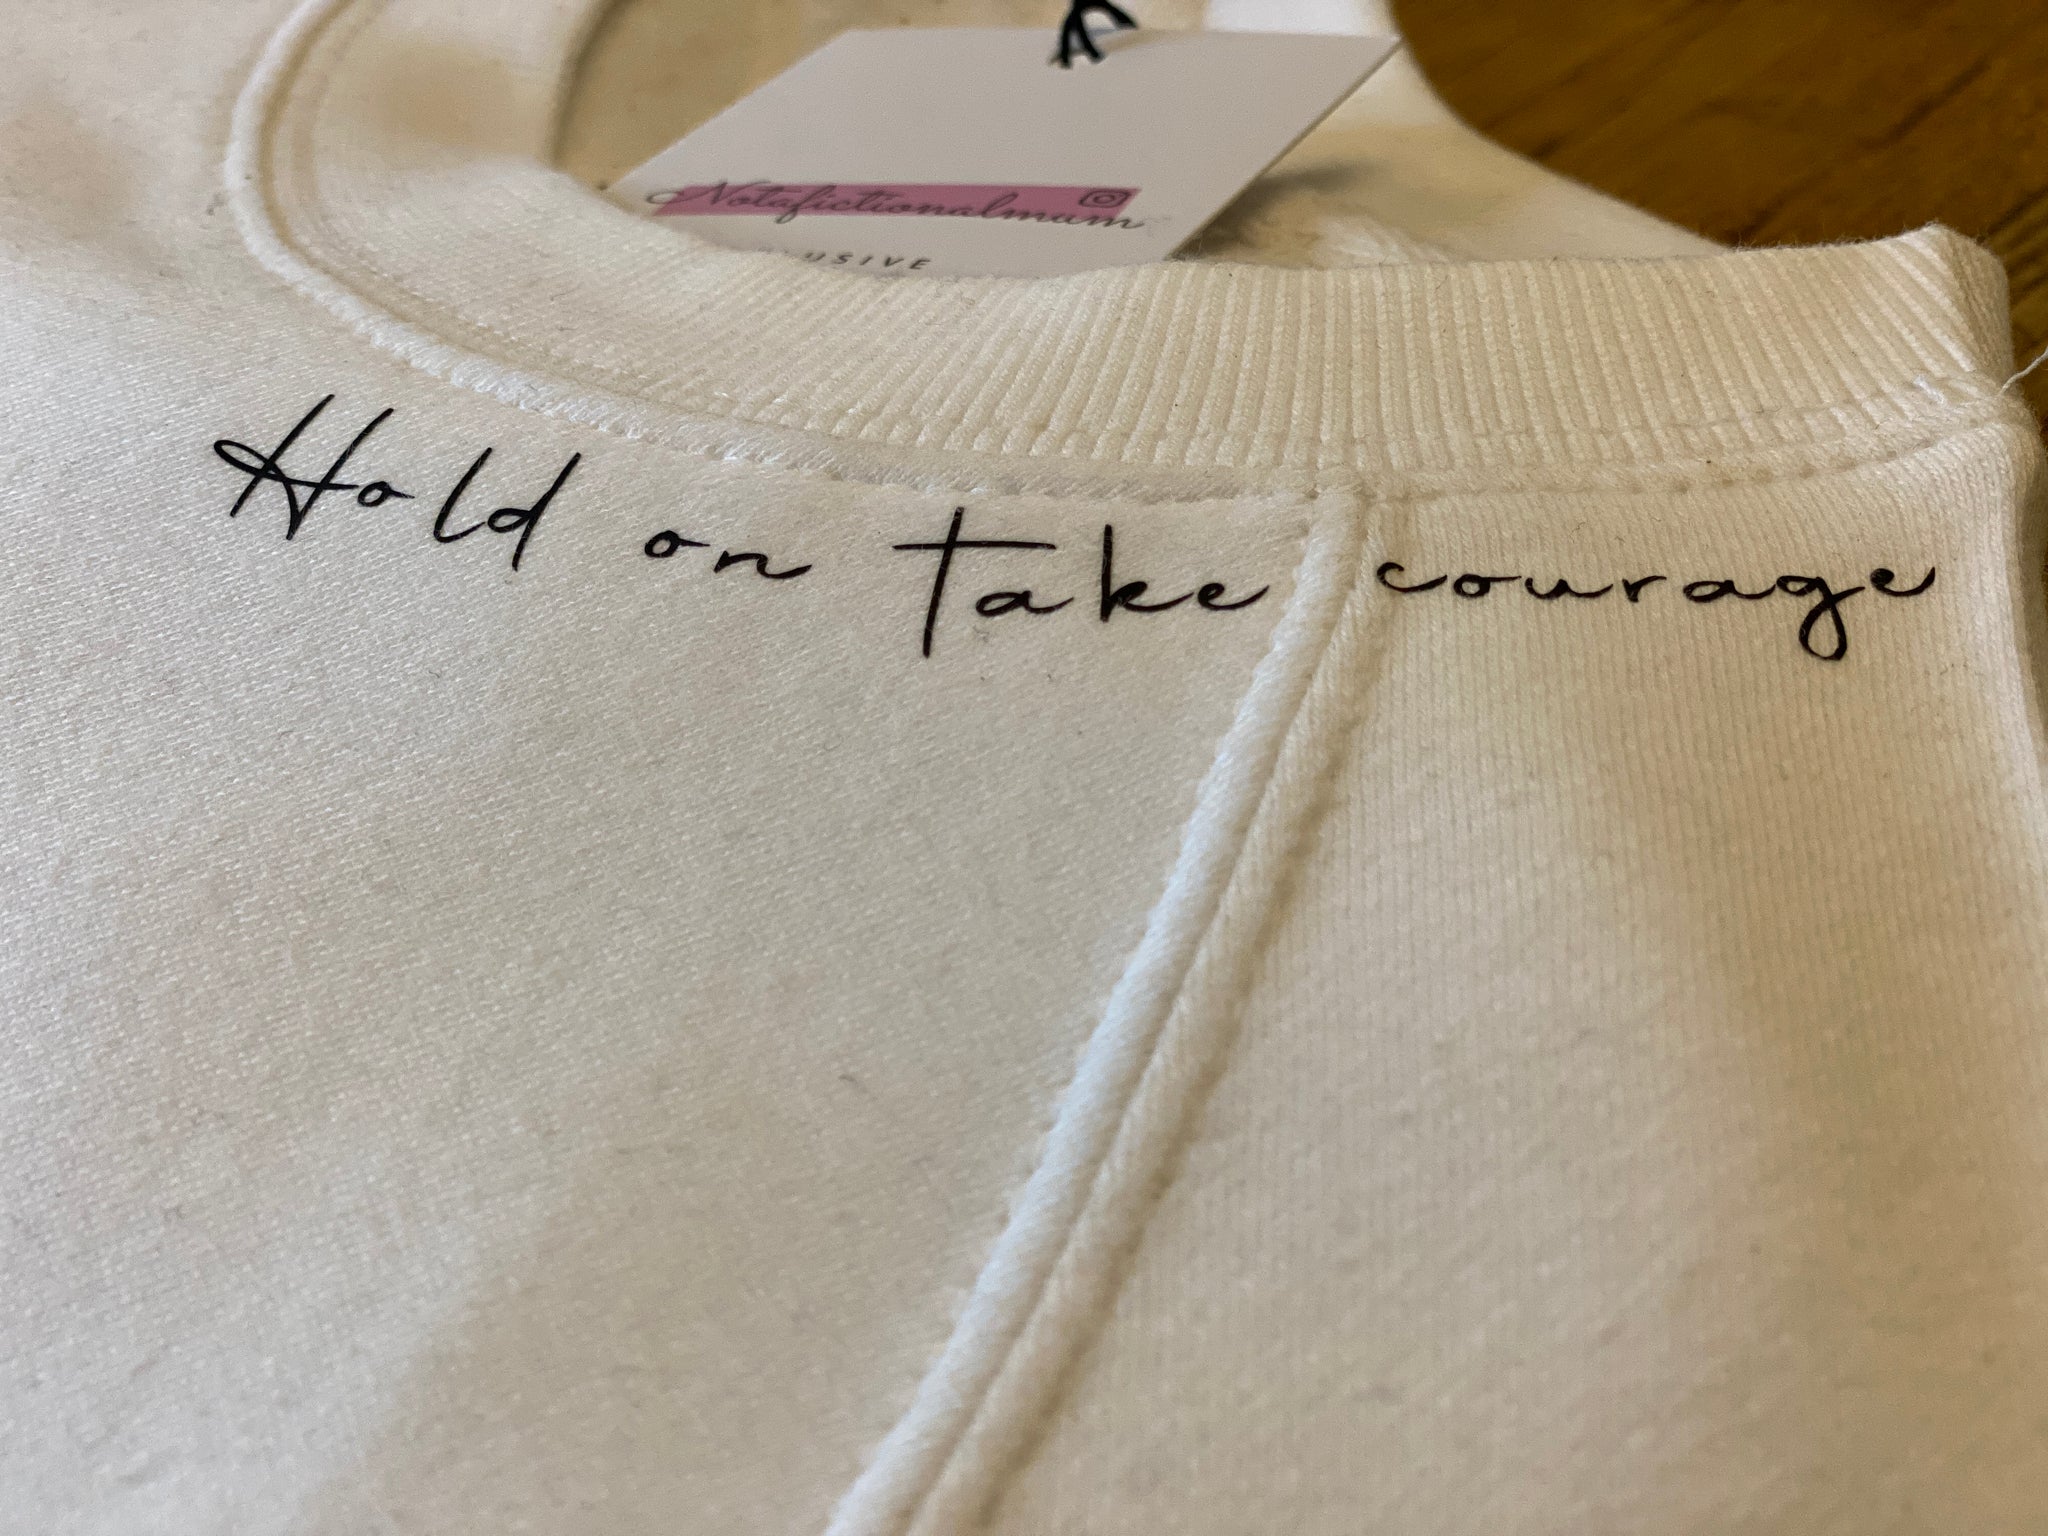 Notafictionalmum
Hold on Take courage